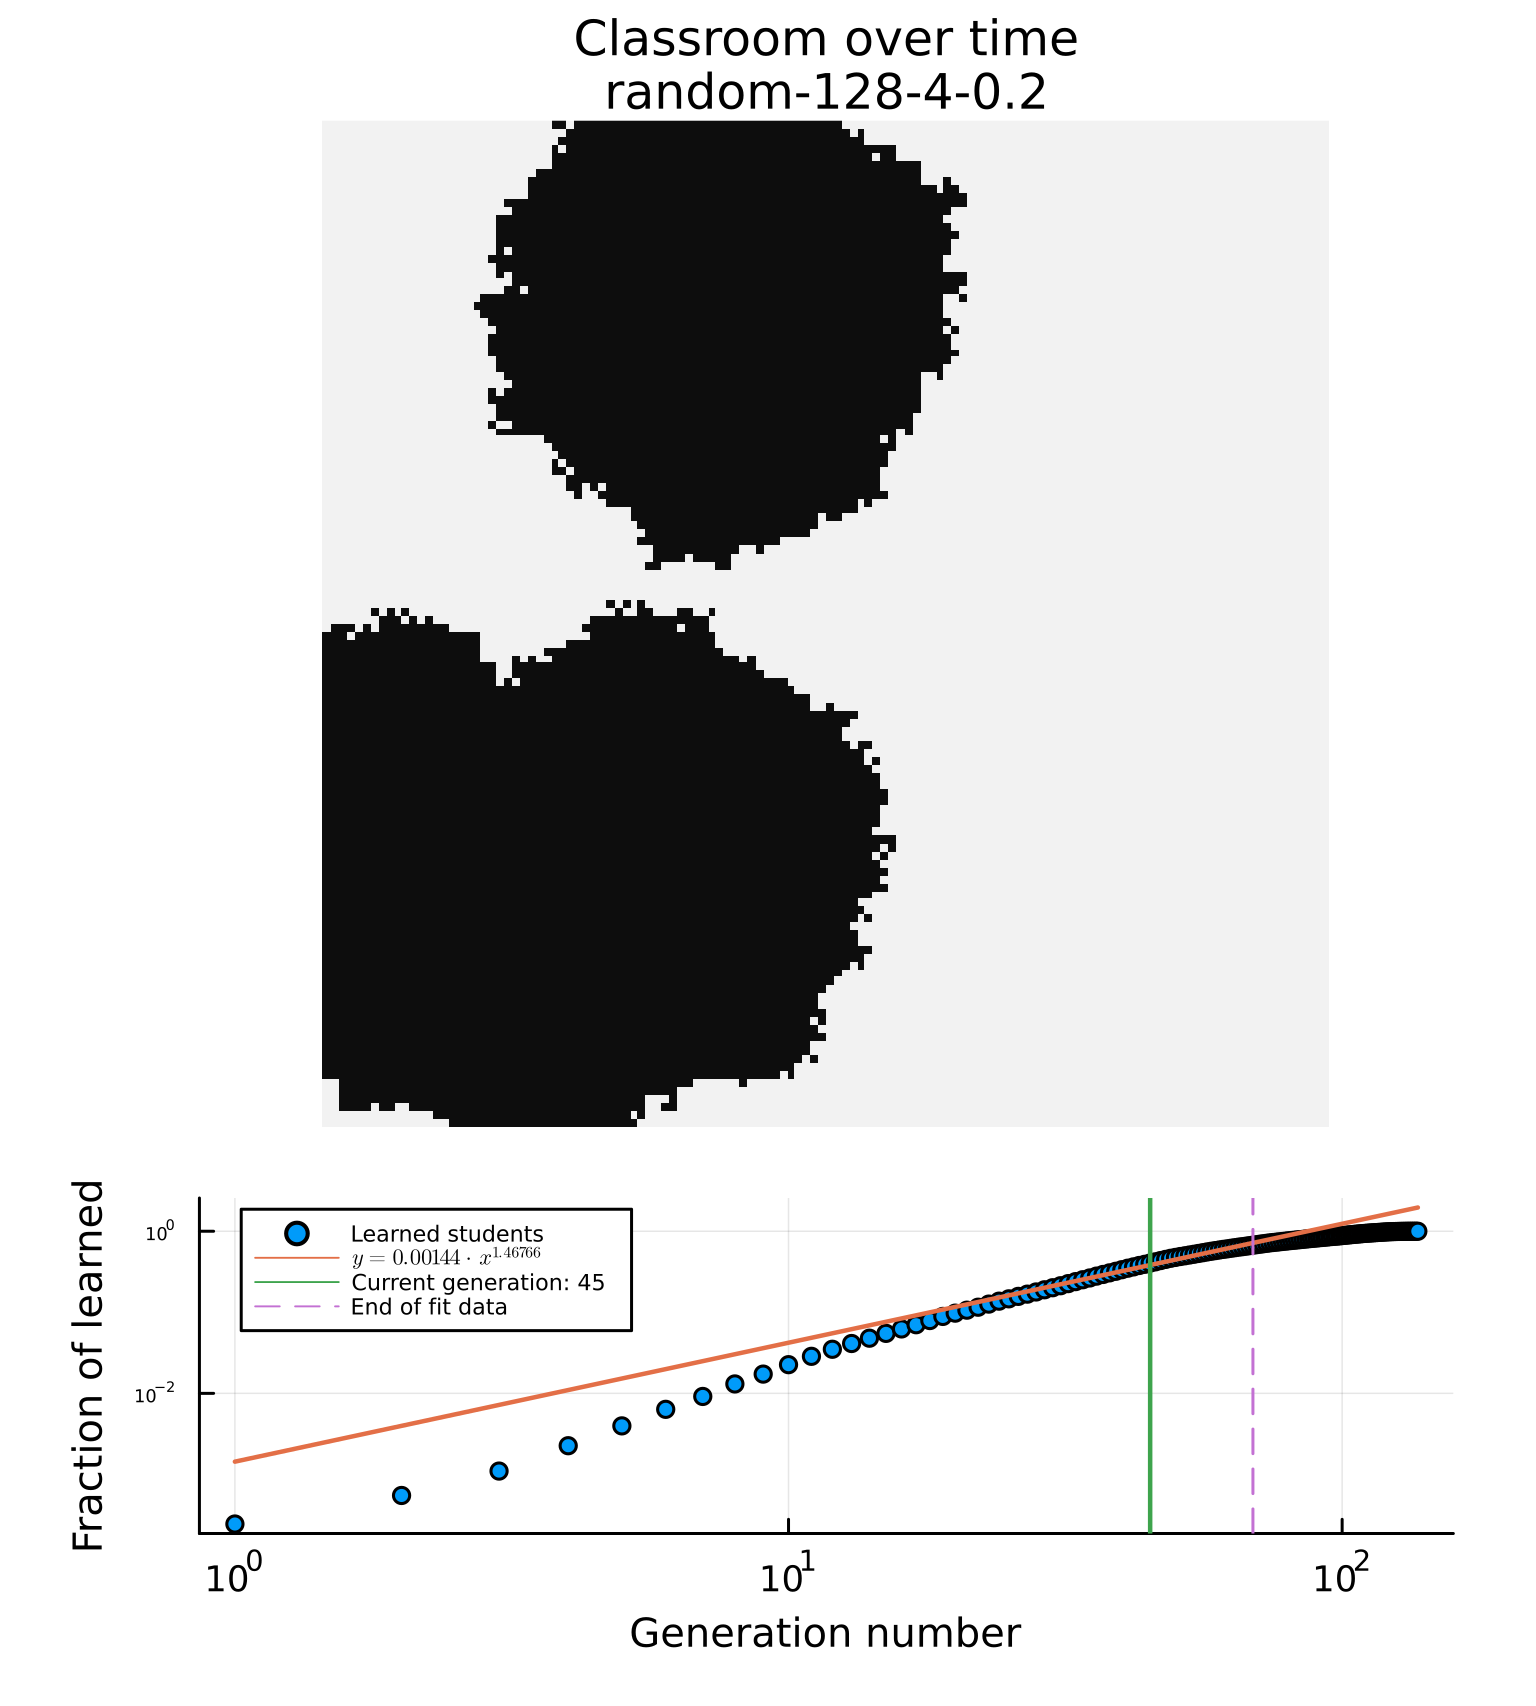 Classroom over time
random-128-4-0.2
Fraction of learned
10^0
10^-2
Learned students
y = 0.00144 · x^1.46766
Current generation: 45
End of fit data
10^0 10^1 10^2
Generation number